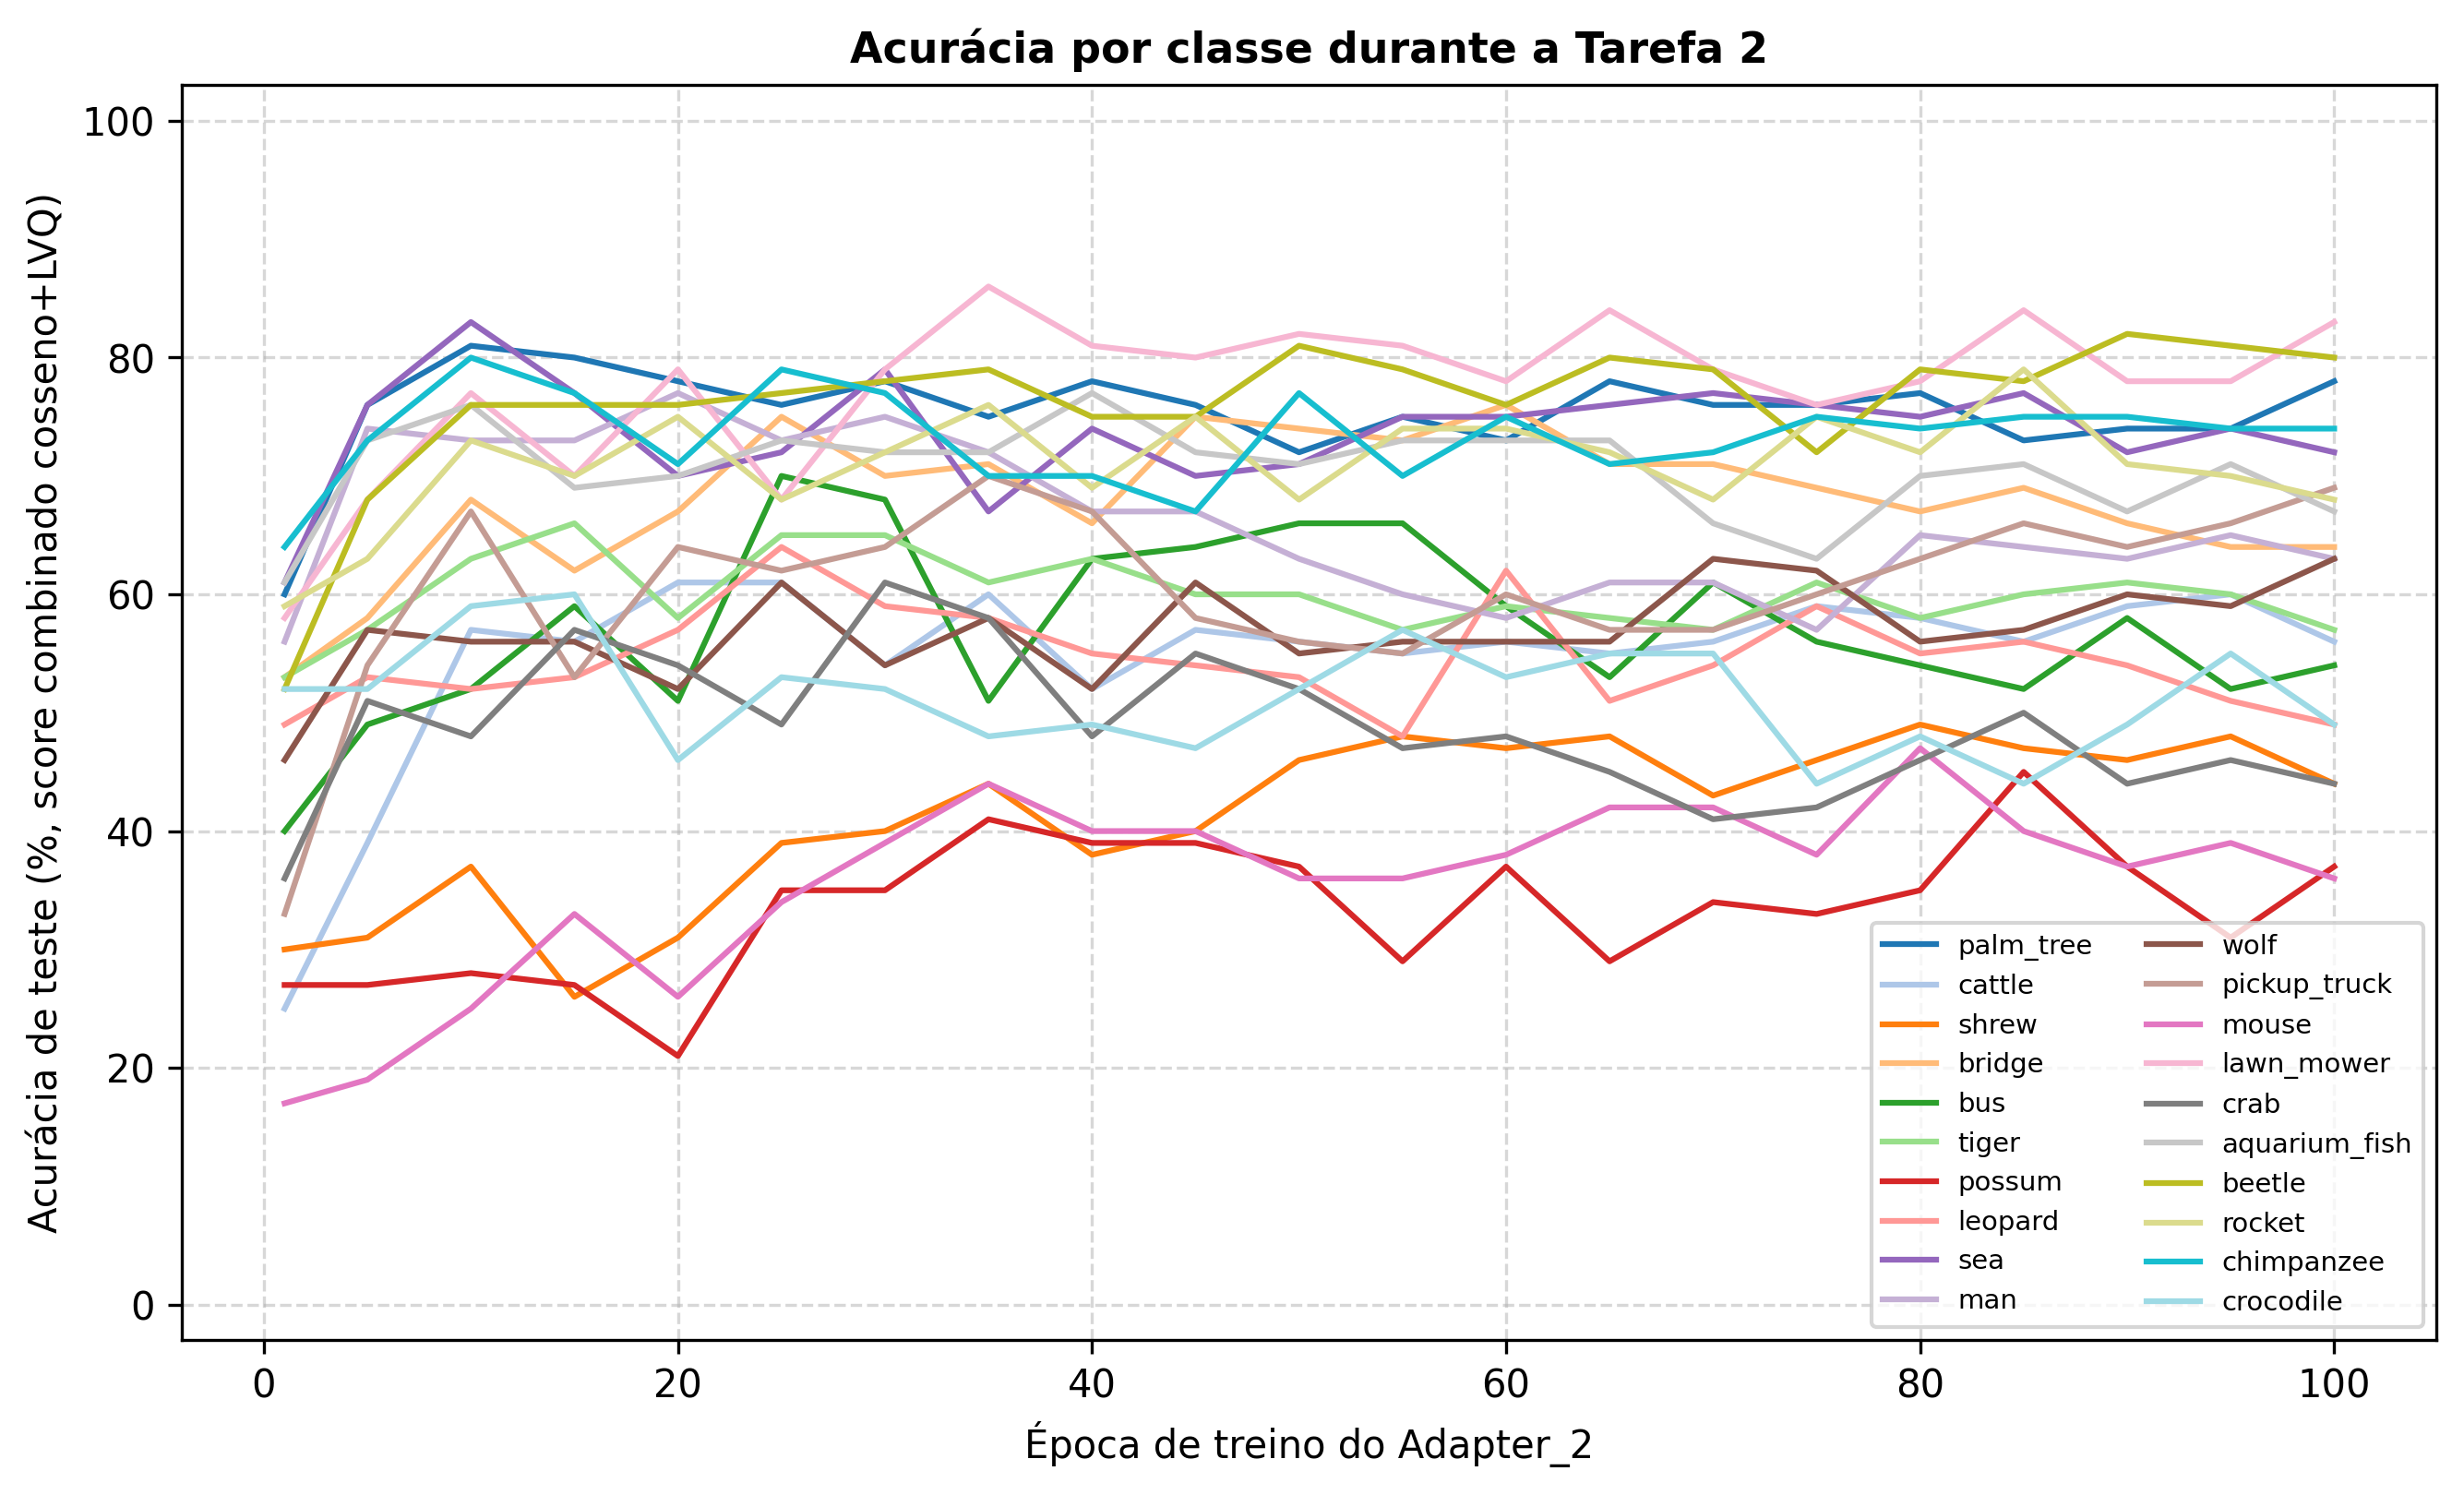 Acurácia por classe durante a Tarefa 2
Acurácia de teste (%, score combinado cosseno+LVQ)
100
80
60
40
20
0
0
20
40
60
80
100
Época de treino do Adapter_2
palm_tree
cattle
shrew
bridge
bus
tiger
possum
leopard
sea
man
wolf
pickup_truck
mouse
lawn_mower
crab
aquarium_fish
beetle
rocket
chimpanzee
crocodile